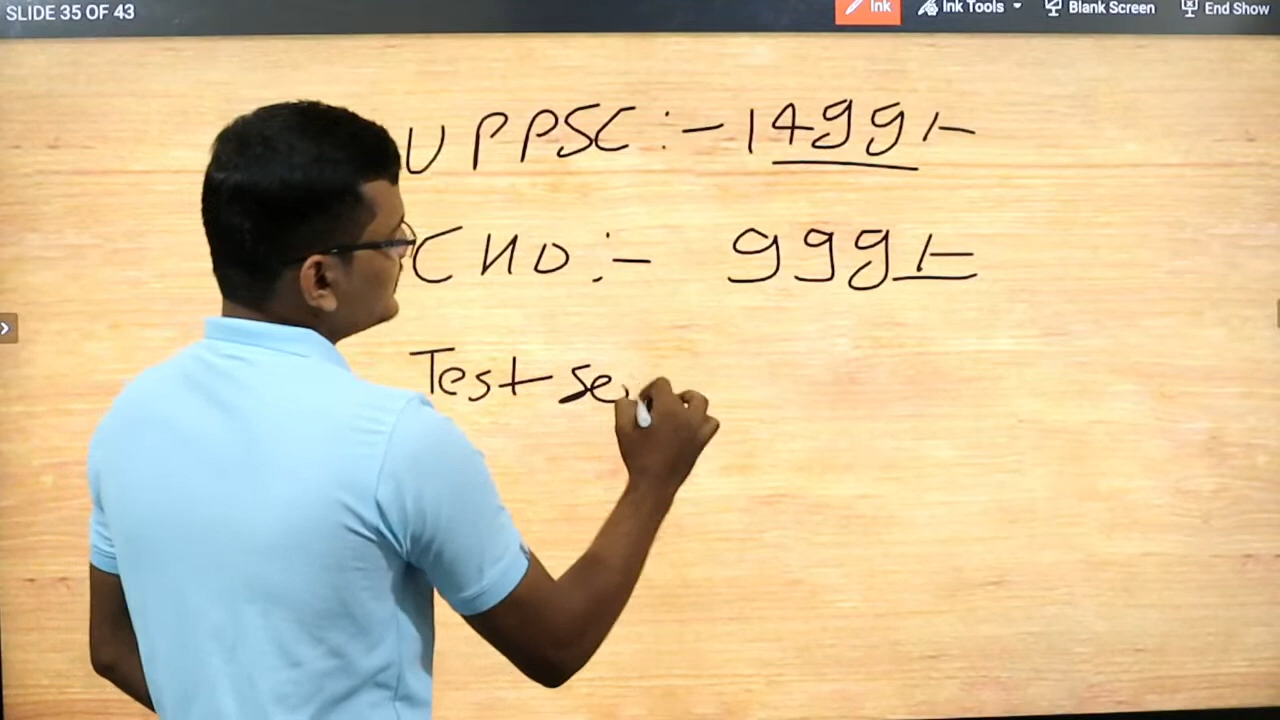 SLIDE 35 OF 43
Ink
Ink Tools
Blank Screen
End Show
UPPSC :- 1499/-
CHO :- 999/-
Test se